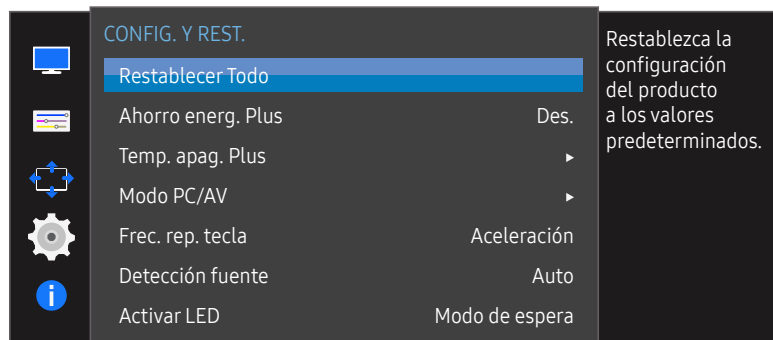 CONFIG. Y REST.
Restablecer Todo
Ahorro energ. Plus Des.
Temp. apag. Plus ▸
Modo PC/AV ▸
Frec. rep. tecla Aceleración
Detección fuente Auto
Activar LED Modo de espera
Restablezca la
configuración
del producto
a los valores
predeterminados.
i